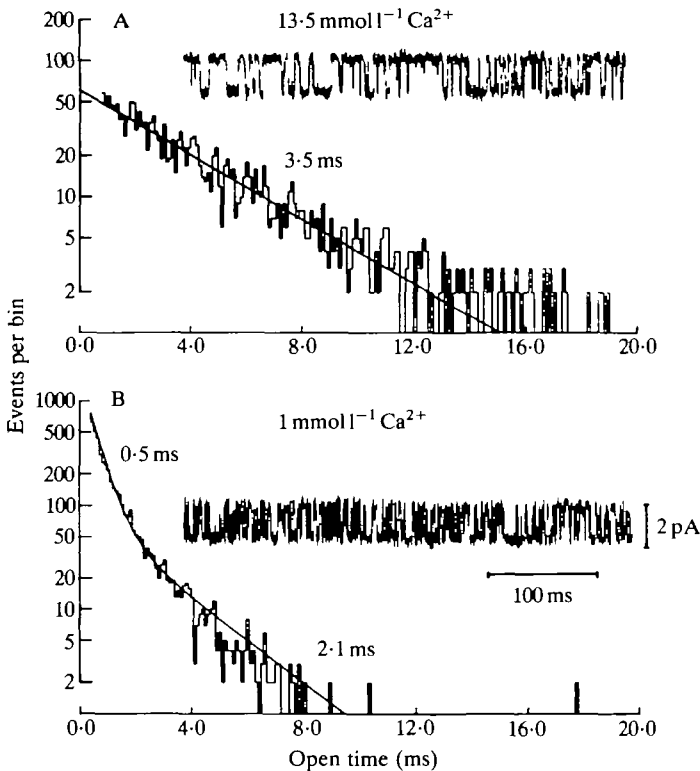 A
13·5 mmol l⁻¹ Ca²⁺
200
100
50
20
10
5
2
3·5 ms
0·0 4·0 8·0 12·0 16·0 20·0
Events per bin
B
1 mmol l⁻¹ Ca²⁺
1000
500
200
100
50
20
10
5
2
0·5 ms
2 pA
100 ms
2·1 ms
0·0 4·0 8·0 12·0 16·0 20·0
Open time (ms)